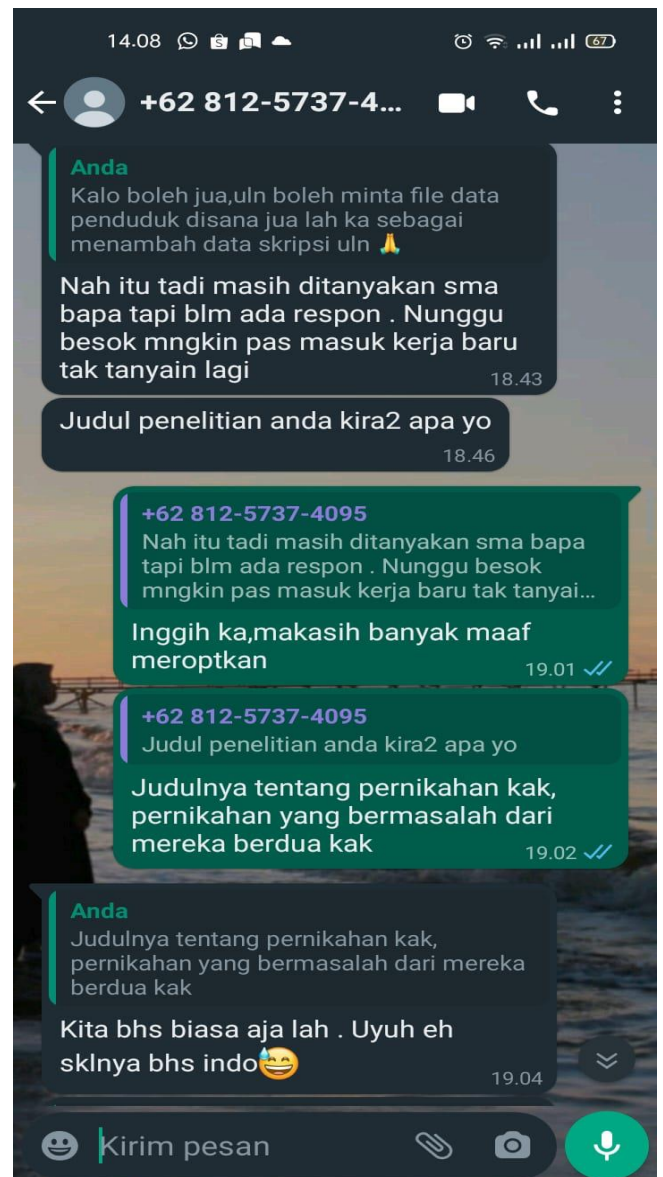 14.08
67
+62 812-5737-4...
Anda
Kalo boleh jua,uln boleh minta file data
penduduk disana jua lah ka sebagai
menambah data skripsi uln 🙏
Nah itu tadi masih ditanyakan sma
bapa tapi blm ada respon . Nunggu
besok mngkin pas masuk kerja baru
tak tanyain lagi
18.43
Judul penelitian anda kira2 apa yo
18.46
+62 812-5737-4095
Nah itu tadi masih ditanyakan sma bapa
tapi blm ada respon . Nunggu besok
mngkin pas masuk kerja baru tak tanyai...
Inggih ka,makasih banyak maaf
meroptkan
19.01
+62 812-5737-4095
Judul penelitian anda kira2 apa yo
Judulnya tentang pernikahan kak,
pernikahan yang bermasalah dari
mereka berdua kak
19.02
Anda
Judulnya tentang pernikahan kak,
pernikahan yang bermasalah dari mereka
berdua kak
Kita bhs biasa aja lah . Uyuh eh
sklnya bhs indo😅
19.04
Kirim pesan